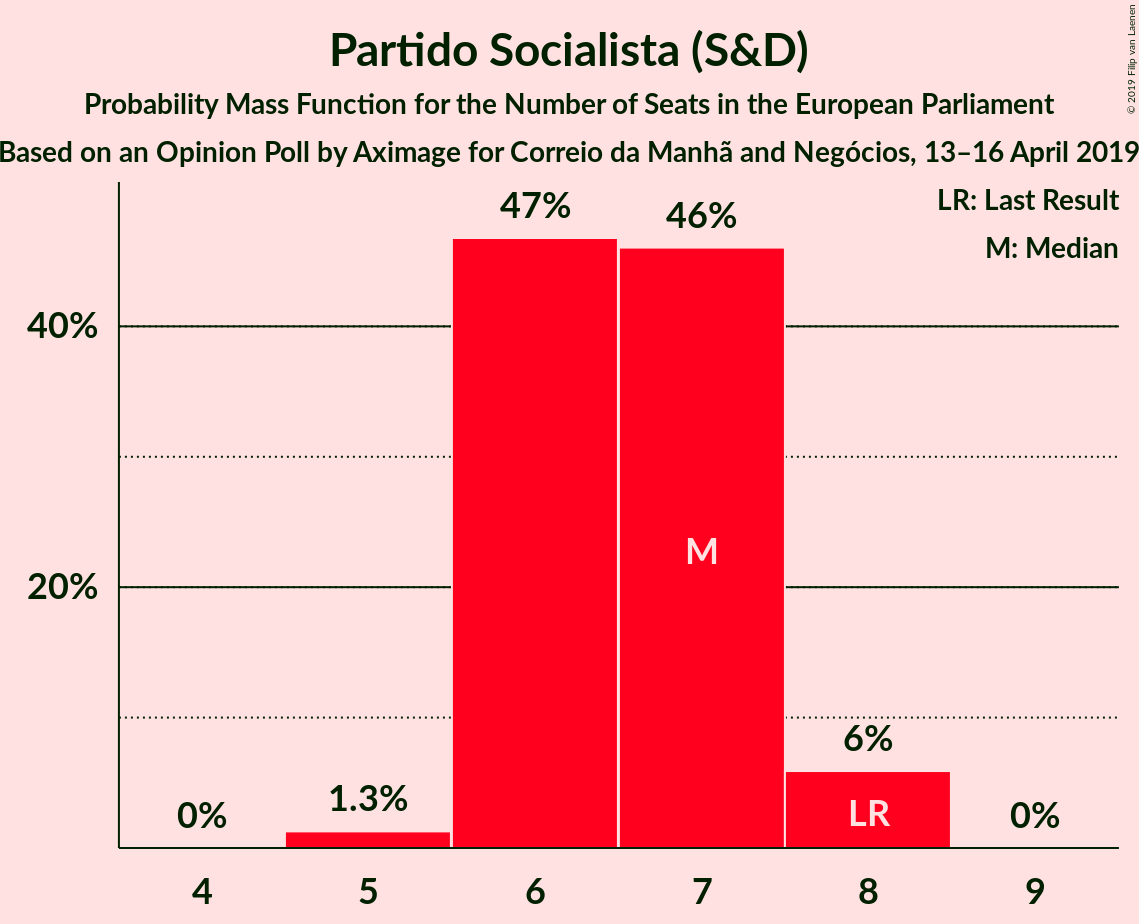 Partido Socialista (S&D)
Probability Mass Function for the Number of Seats in the European Parliament
Based on an Opinion Poll by Aximage for Correio da Manhã and Negócios, 13–16 April 2019
© 2019 Filip van Laenen
LR: Last Result
M: Median
47%
46%
40%
M
20%
6%
1.3%
0%
LR
0%
4
5
6
7
8
9